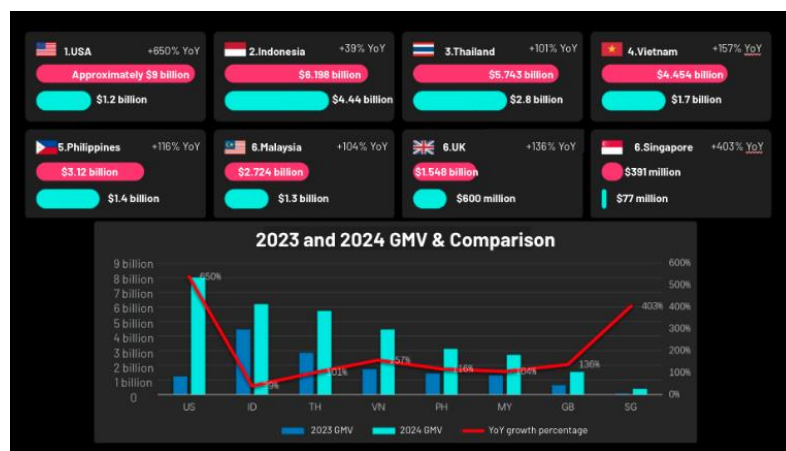 1.USA +650% YoY
Approximately $9 billion
$1.2 billion
2.Indonesia +39% YoY
$6.198 billion
$4.44 billion
3.Thailand +101% YoY
$5.743 billion
$2.8 billion
4.Vietnam +157% YoY
$4.454 billion
$1.7 billion
5.Philippines +116% YoY
$3.12 billion
$1.4 billion
6.Malaysia +104% YoY
$2.724 billion
$1.3 billion
6.UK +136% YoY
$1.548 billion
$600 million
6.Singapore +403% YoY
$391 million
$77 million
2023 and 2024 GMV & Comparison
9 billion
8 billion
7 billion
6 billion
5 billion
4 billion
3 billion
2 billion
1 billion
0
600%
500%
400%
300%
200%
100%
0%
650%
101%
157%
116%
104%
136%
403%
US ID TH VN PH MY GB SG
2023 GMV 2024 GMV YoY growth percentage